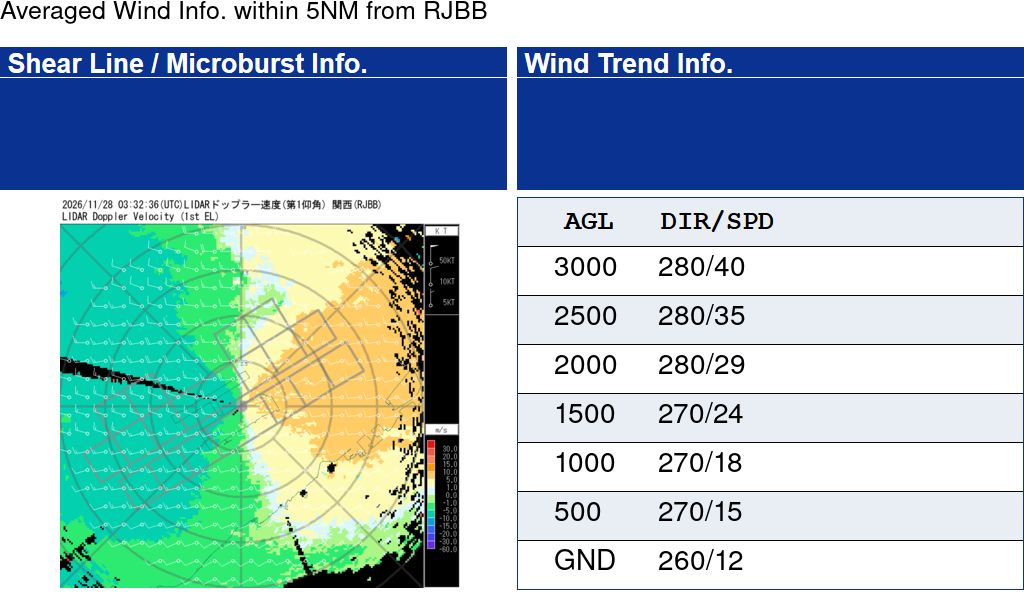 Averaged Wind Info. within 5NM from RJBB
Shear Line / Microburst Info.
Wind Trend Info.
2026/11/28 03:32:36(UTC)LIDARドップラー速度(第1仰角) 関西(RJBB)
LIDAR Doppler Velocity (1st EL)
K T
50KT
10KT
5KT
m/s
30.0
20.0
15.0
10.0
5.0
1.0
0.0
-1.0
-5.0
-10.0
-15.0
-20.0
-30.0
-60.0
AGL DIR/SPD
3000 280/40
2500 280/35
2000 280/29
1500 270/24
1000 270/18
500 270/15
GND 260/12